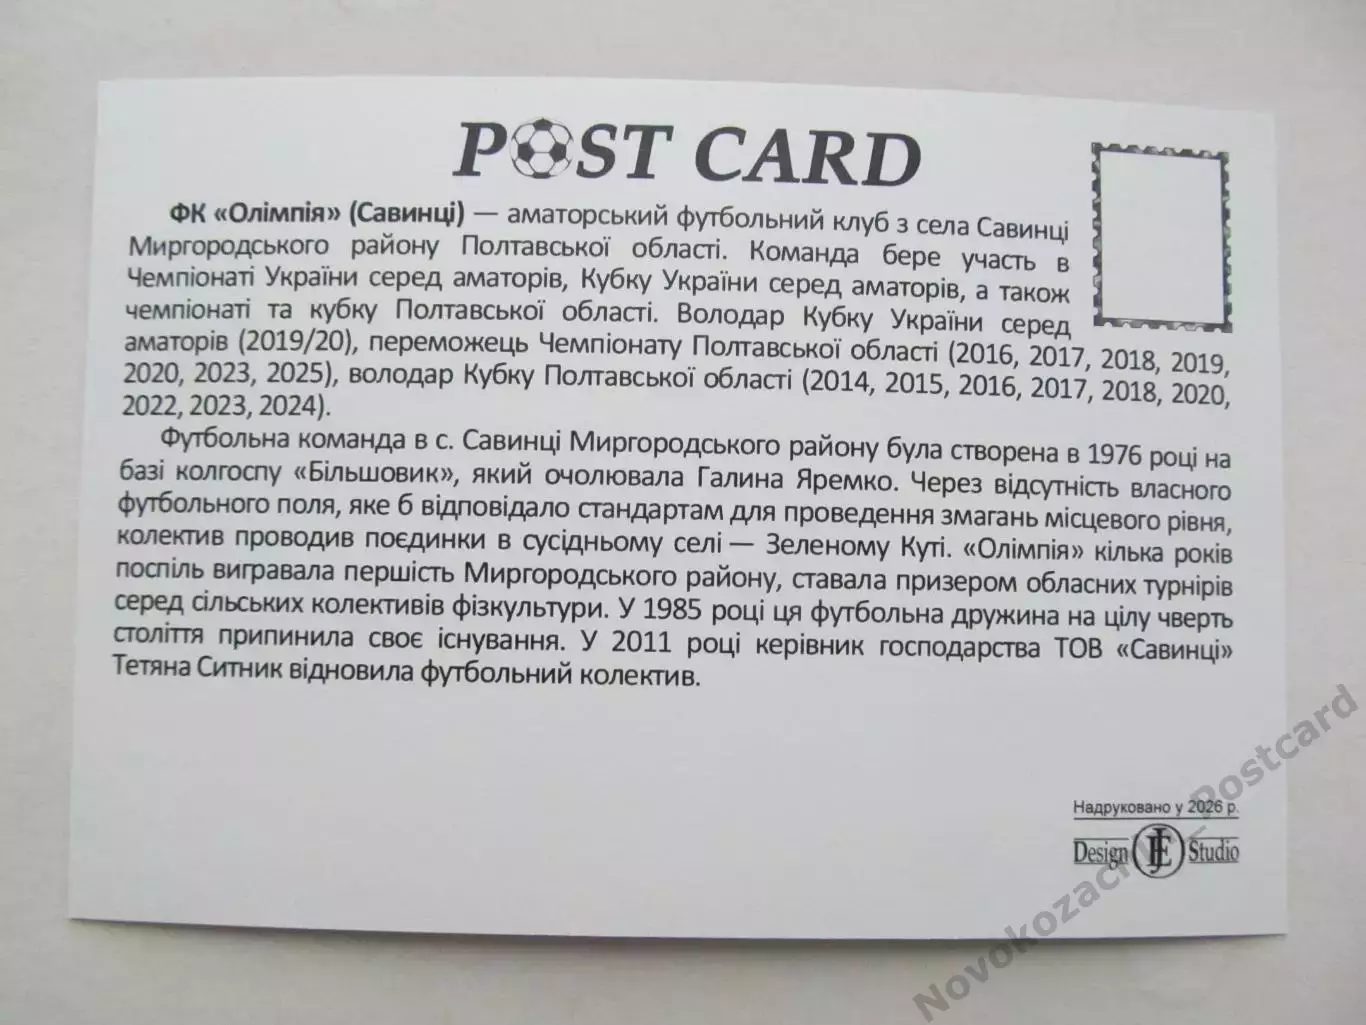 POST CARD
ФК «Олімпія» (Савинці) — аматорський футбольний клуб з села Савинці
Миргородського району Полтавської області. Команда бере участь в
Чемпіонаті України серед аматорів, Кубку України серед аматорів, а також
чемпіонаті та кубку Полтавської області. Володар Кубку України серед
аматорів (2019/20), переможець Чемпіонату Полтавської області (2016, 2017, 2018, 2019,
2020, 2023, 2025), володар Кубку Полтавської області (2014, 2015, 2016, 2017, 2018, 2020,
2022, 2023, 2024).
Футбольна команда в с. Савинці Миргородського району була створена в 1976 році на
базі колгоспу «Більшовик», який очолювала Галина Яремко. Через відсутність власного
футбольного поля, яке б відповідало стандартам для проведення змагань місцевого рівня,
колектив проводив поєдинки в сусідньому селі — Зеленому Куті. «Олімпія» кілька років
поспіль вигравала першість Миргородського району, ставала призером обласних турнірів
серед сільських колективів фізкультури. У 1985 році ця футбольна дружина на цілу чверть
століття припинила своє існування. У 2011 році керівник господарства ТОВ «Савинці»
Тетяна Ситник відновила футбольний колектив.
Надруковано у 2026 р.
Design JE Studio
Novokozachiy_Postcard